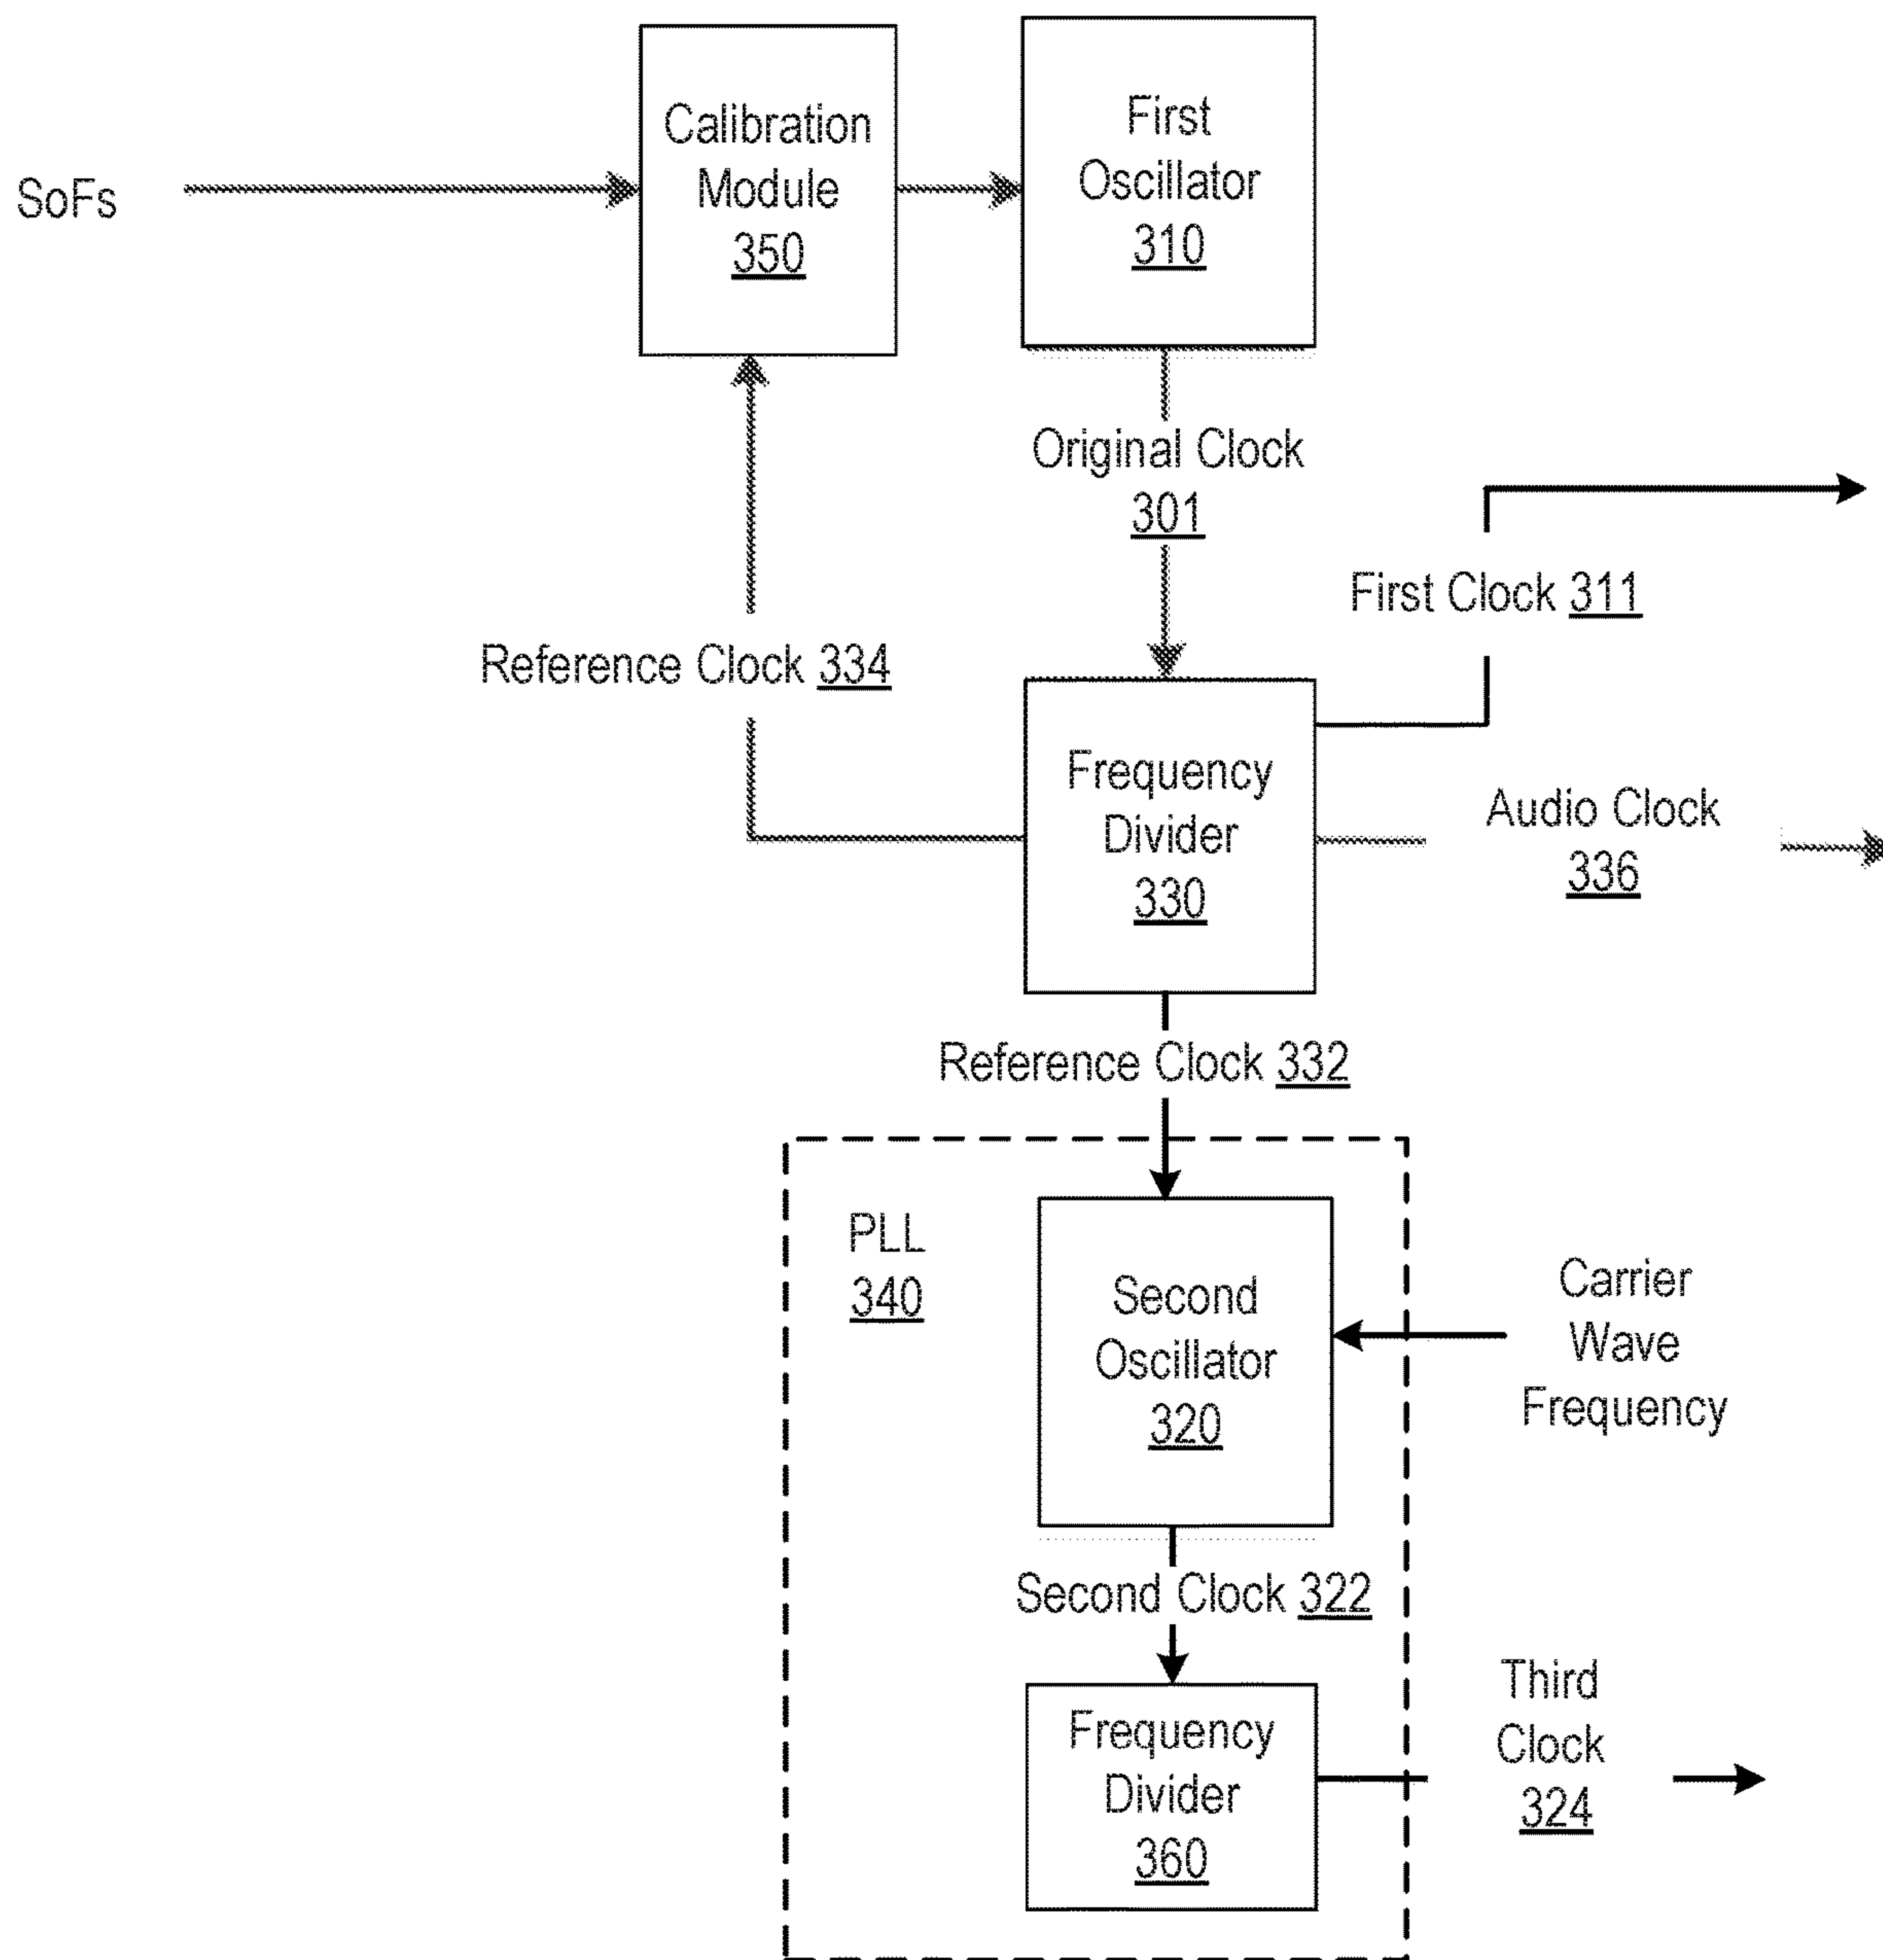 SoFs
Calibration
Module
350
First
Oscillator
310
Original Clock
301
First Clock 311
Reference Clock 334
Frequency
Divider
330
Audio Clock
336
Reference Clock 332
PLL
340
Second
Oscillator
320
Carrier
Wave
Frequency
Second Clock 322
Frequency
Divider
360
Third
Clock
324